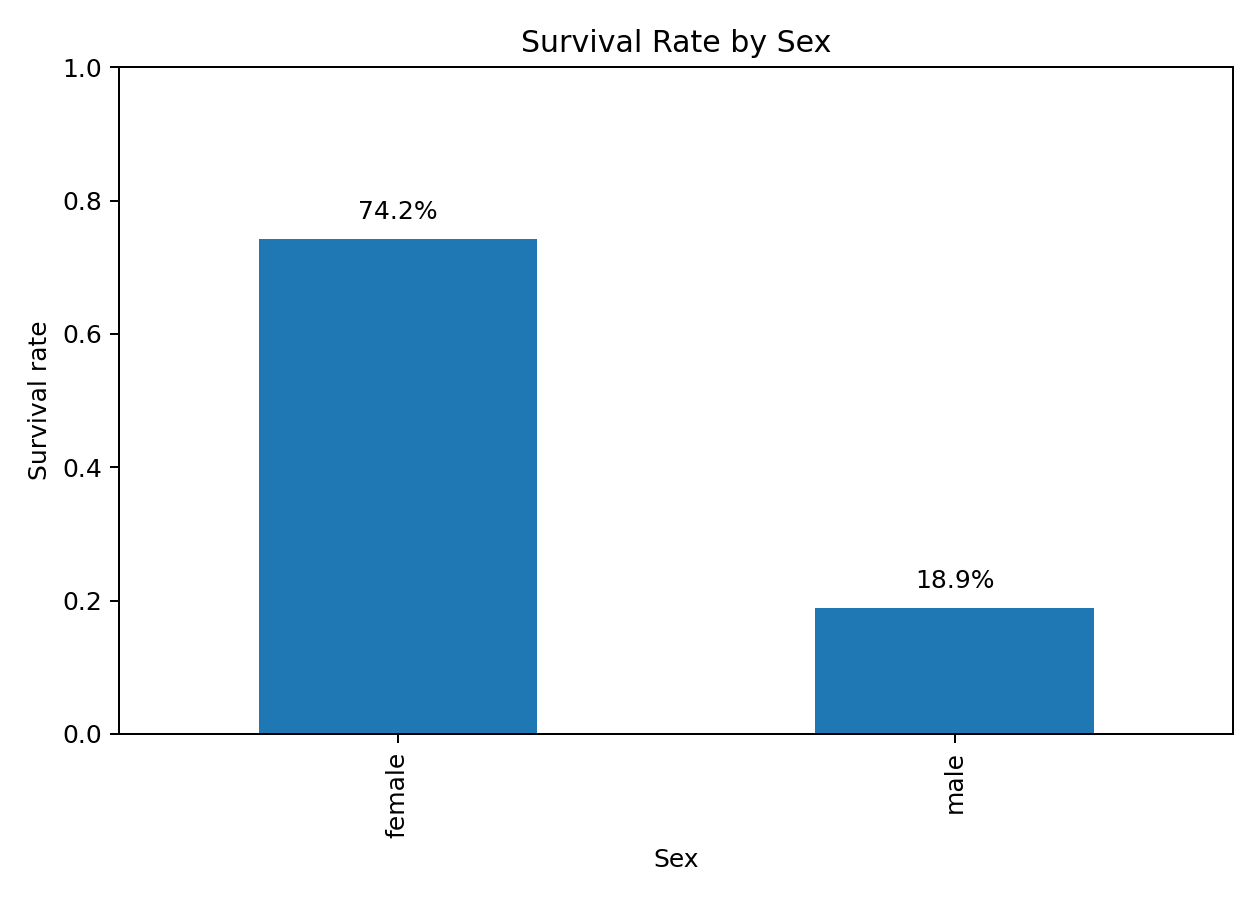 Survival Rate by Sex
1.0
0.8
0.6
0.4
0.2
0.0
Survival rate
74.2%
18.9%
female
male
Sex